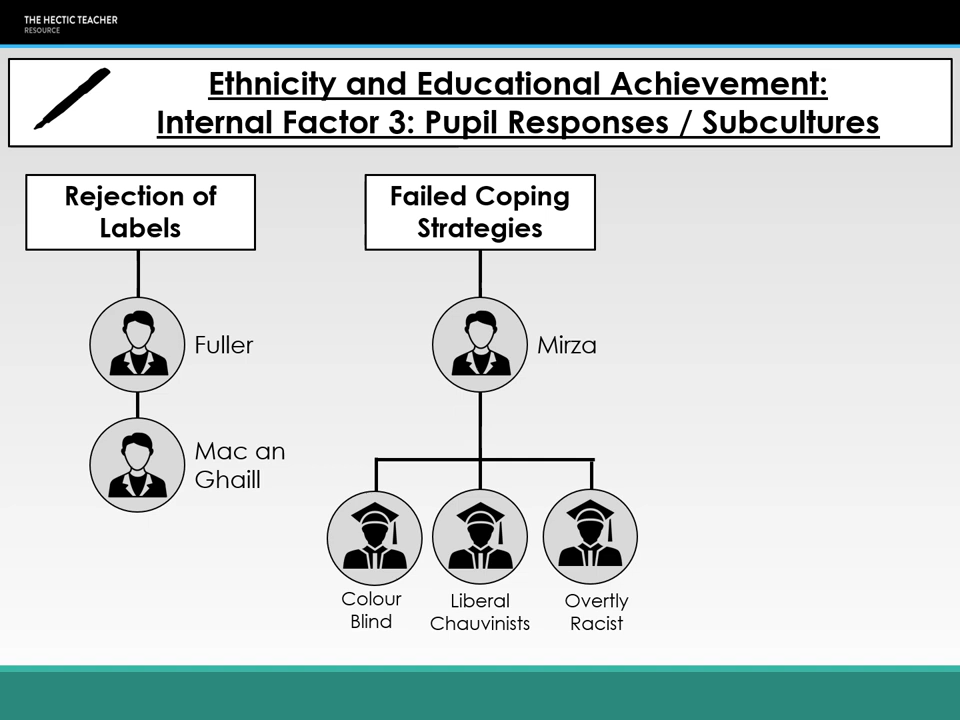 THE HECTIC TEACHER
RESOURCE
Ethnicity and Educational Achievement:
Internal Factor 3: Pupil Responses / Subcultures
Rejection of
Labels
Failed Coping
Strategies
Fuller
Mirza
Mac an
Ghaill
Colour
Blind
Liberal
Chauvinists
Overtly
Racist